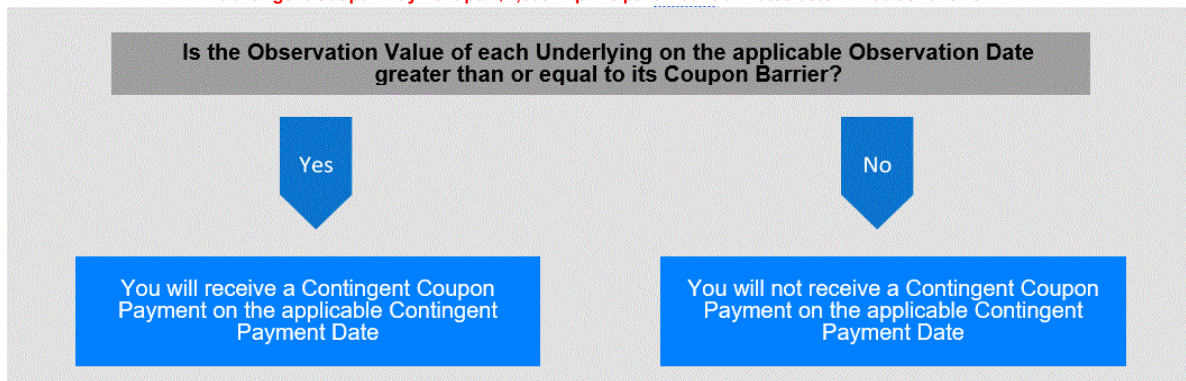 Is the Observation Value of each Underlying on the applicable Observation Date
greater than or equal to its Coupon Barrier?
Yes
No
You will receive a Contingent Coupon
Payment on the applicable Contingent
Payment Date
You will not receive a Contingent Coupon
Payment on the applicable Contingent
Payment Date